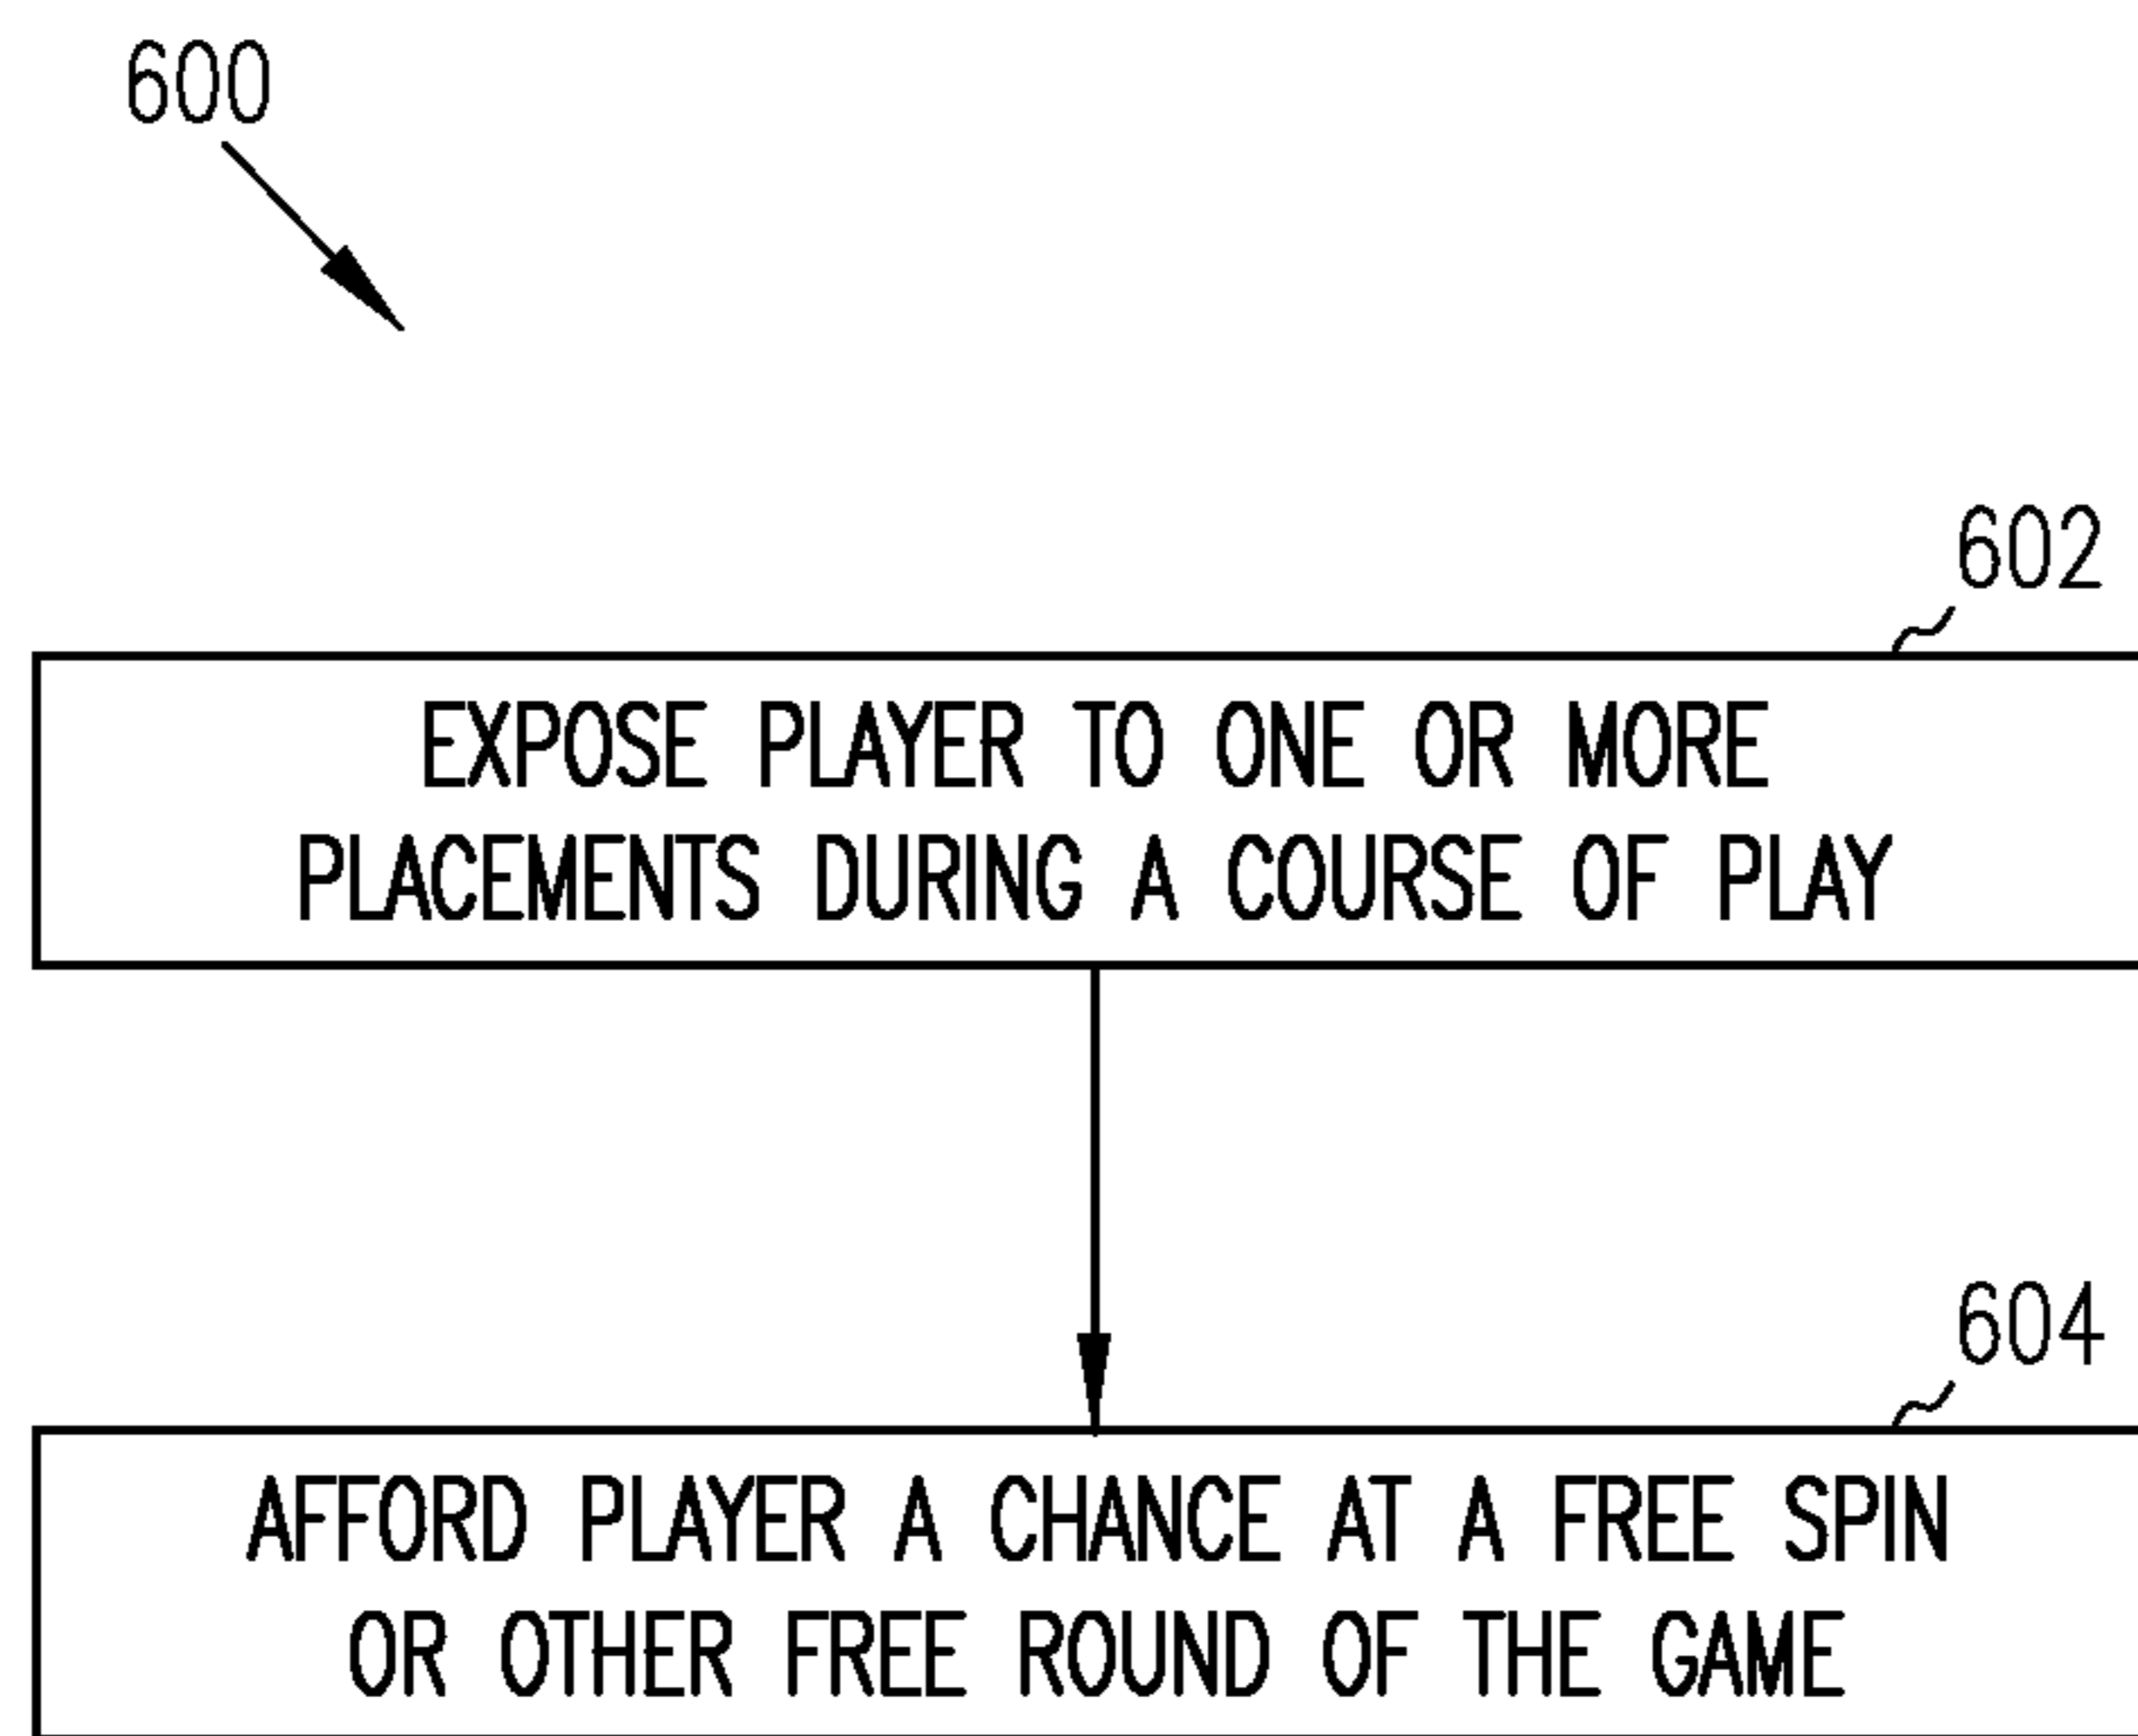 600
602
EXPOSE PLAYER TO ONE OR MORE
PLACEMENTS DURING A COURSE OF PLAY
604
AFFORD PLAYER A CHANCE AT A FREE SPIN
OR OTHER FREE ROUND OF THE GAME